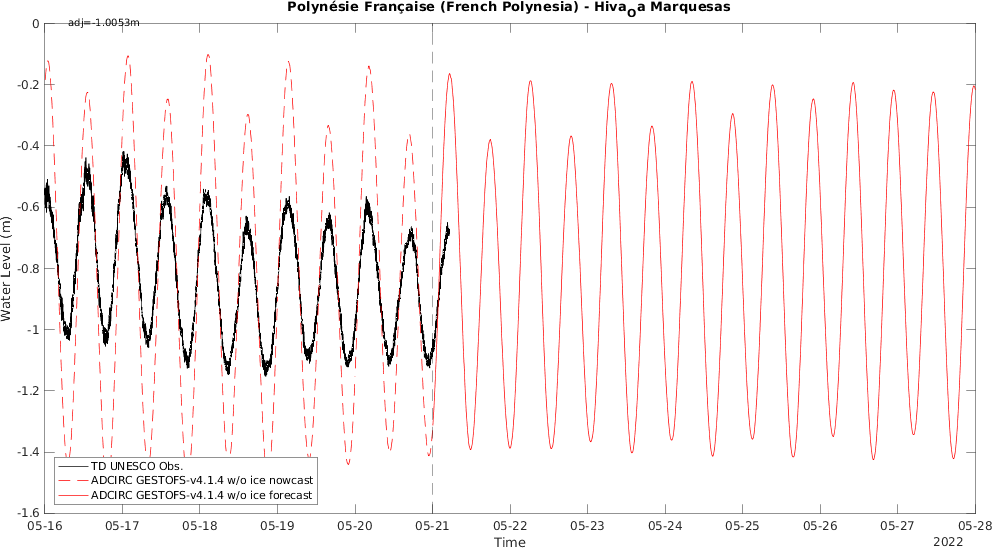 Polynésie Française (French Polynesia) - HivaOa Marquesas
adj=-1.0053m
0
-0.2
-0.4
-0.6
-0.8
-1
-1.2
-1.4
-1.6
Water Level (m)
TD UNESCO Obs.
ADCIRC GESTOFS-v4.1.4 w/o ice nowcast
ADCIRC GESTOFS-v4.1.4 w/o ice forecast
05-16 05-17 05-18 05-19 05-20 05-21 05-22 05-23 05-24 05-25 05-26 05-27 05-28
Time
2022